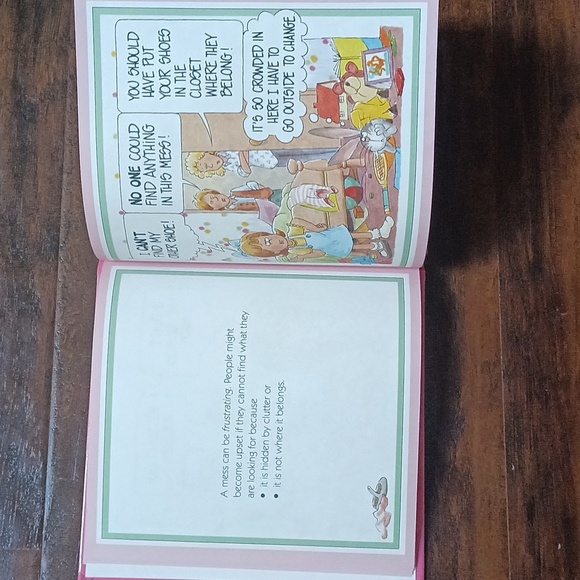 A mess can be frustrating. People might
become upset if they cannot find what they
are looking for because
● it is hidden by clutter or
● it is not where it belongs.
I CAN'T
FIND MY
OTHER SHOE!
NO ONE COULD
FIND ANYTHING
IN THIS MESS!
YOU SHOULD
HAVE PUT
YOUR SHOES
IN THE
CLOSET
WHERE THEY
BELONG!
IT'S SO CROWDED IN
HERE I HAVE TO
GO OUTSIDE TO CHANGE